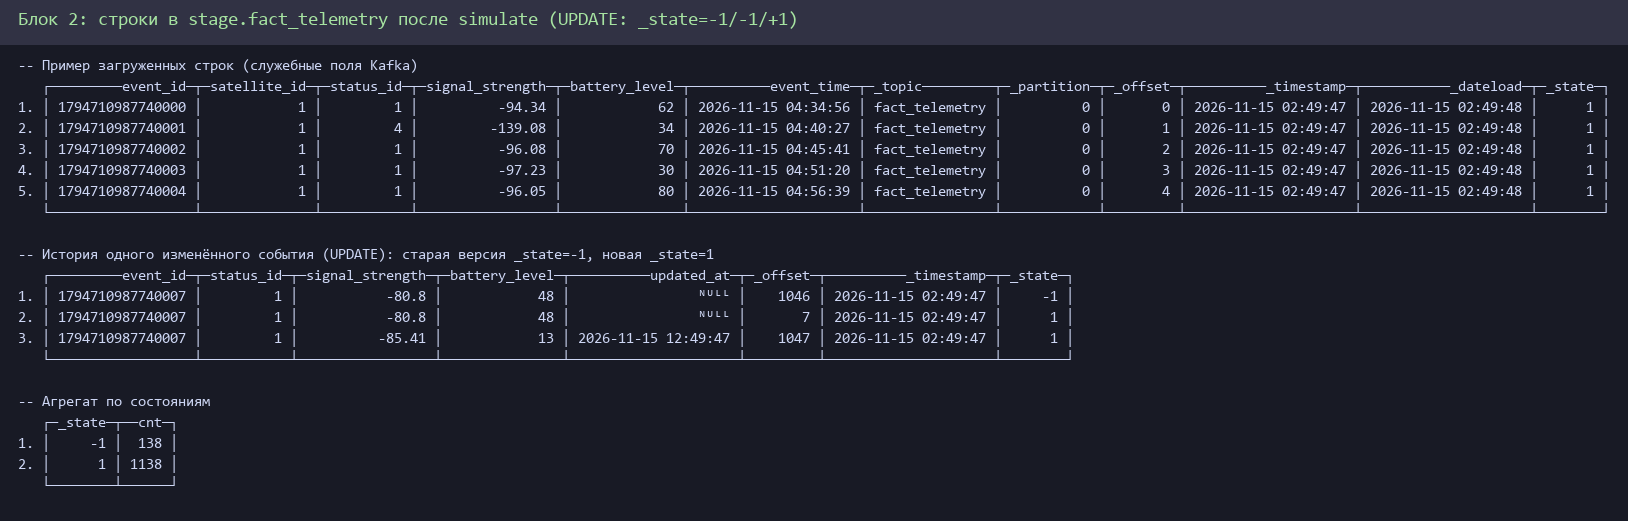 Блок 2: строки в stage.fact_telemetry после simulate (UPDATE: _state=-1/-1/+1)
-- Пример загруженных строк (служебные поля Kafka)
event_id satellite_id status_id signal_strength battery_level event_time _topic _partition _offset _timestamp _dateload _state
1. 1794710987740000 1 1 -94.34 62 2026-11-15 04:34:56 fact_telemetry 0 0 2026-11-15 02:49:47 2026-11-15 02:49:48 1
2. 1794710987740001 1 4 -139.08 34 2026-11-15 04:40:27 fact_telemetry 0 1 2026-11-15 02:49:47 2026-11-15 02:49:48 1
3. 1794710987740002 1 1 -96.08 70 2026-11-15 04:45:41 fact_telemetry 0 2 2026-11-15 02:49:47 2026-11-15 02:49:48 1
4. 1794710987740003 1 1 -97.23 30 2026-11-15 04:51:20 fact_telemetry 0 3 2026-11-15 02:49:47 2026-11-15 02:49:48 1
5. 1794710987740004 1 1 -96.05 80 2026-11-15 04:56:39 fact_telemetry 0 4 2026-11-15 02:49:47 2026-11-15 02:49:48 1
-- История одного изменённого события (UPDATE): старая версия _state=-1, новая _state=1
event_id status_id signal_strength battery_level updated_at _offset _timestamp _state
1. 1794710987740007 1 -80.8 48 ᴺᵁᴸᴸ 1046 2026-11-15 02:49:47 -1
2. 1794710987740007 1 -80.8 48 ᴺᵁᴸᴸ 7 2026-11-15 02:49:47 1
3. 1794710987740007 1 -85.41 13 2026-11-15 12:49:47 1047 2026-11-15 02:49:47 1
-- Агрегат по состояниям
_state cnt
1. -1 138
2. 1 1138